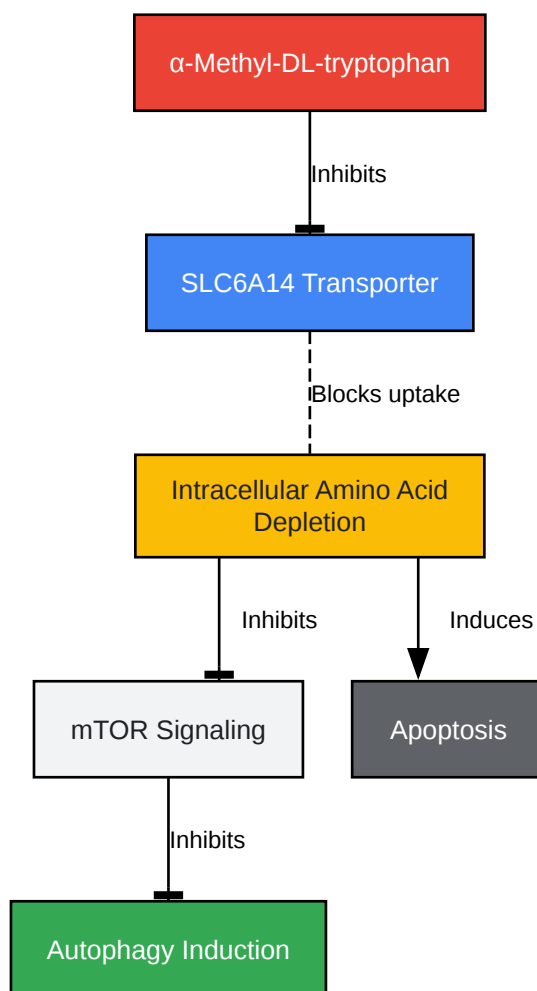 α-Methyl-DL-tryptophan
Inhibits
SLC6A14 Transporter
Blocks uptake
Intracellular Amino Acid
Depletion
Inhibits
Induces
mTOR Signaling
Apoptosis
Inhibits
Autophagy Induction